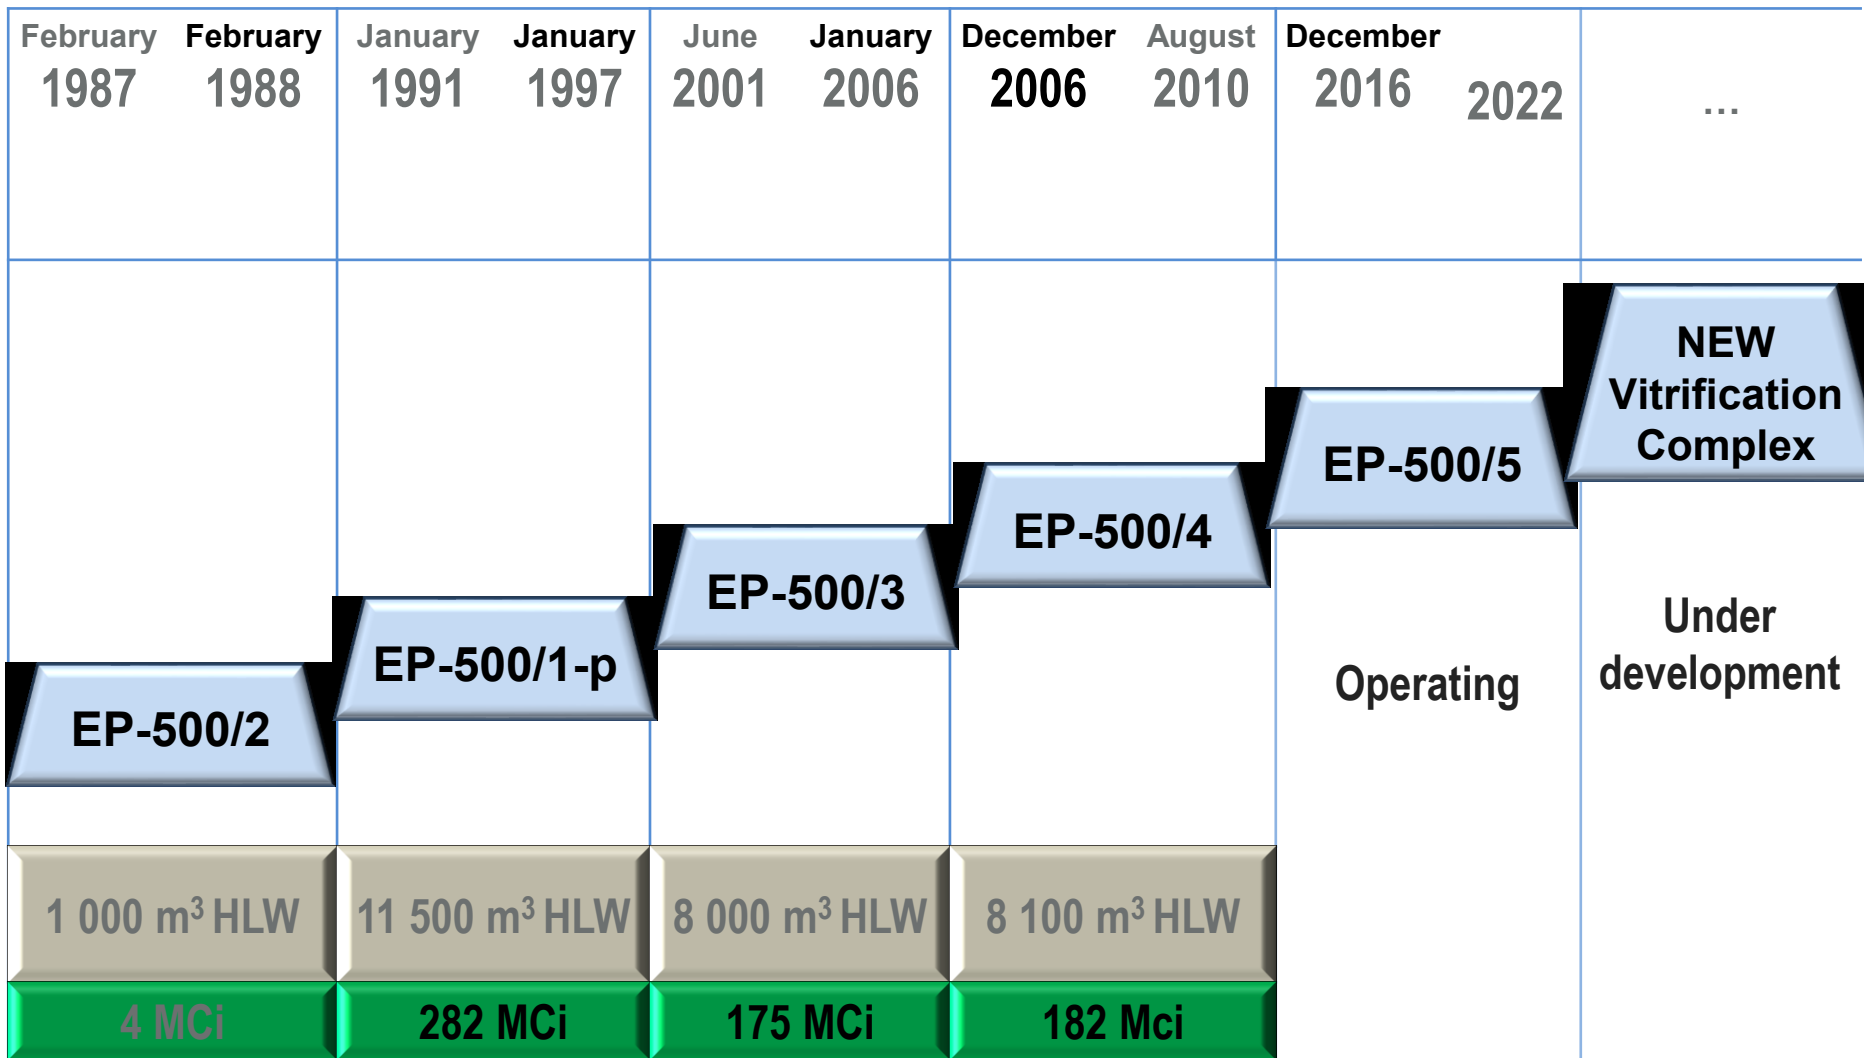 February February January January June January December August December
1987 1988 1991 1997 2001 2006 2006 2010 2016 2022 ...
NEW
Vitrification
Complex
EP-500/5
EP-500/4
EP-500/3
EP-500/1-p
EP-500/2
Under
development
Operating
1 000 m³ HLW 11 500 m³ HLW 8 000 m³ HLW 8 100 m³ HLW
4 MCi 282 MCi 175 MCi 182 Mci